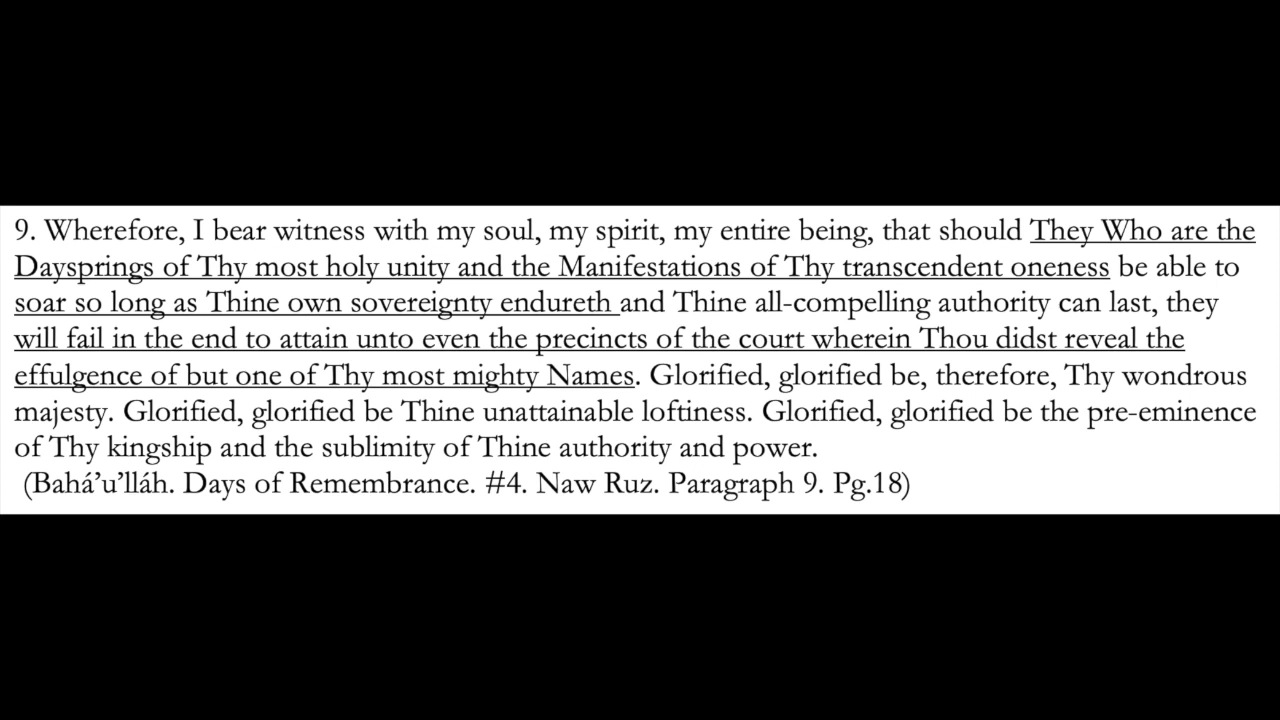 9. Wherefore, I bear witness with my soul, my spirit, my entire being, that should They Who are the
Daysprings of Thy most holy unity and the Manifestations of Thy transcendent oneness be able to
soar so long as Thine own sovereignty endureth and Thine all-compelling authority can last, they
will fail in the end to attain unto even the precincts of the court wherein Thou didst reveal the
effulgence of but one of Thy most mighty Names. Glorified, glorified be, therefore, Thy wondrous
majesty. Glorified, glorified be Thine unattainable loftiness. Glorified, glorified be the pre-eminence
of Thy kingship and the sublimity of Thine authority and power.
(Bahá’u’lláh. Days of Remembrance. #4. Naw Ruz. Paragraph 9. Pg.18)